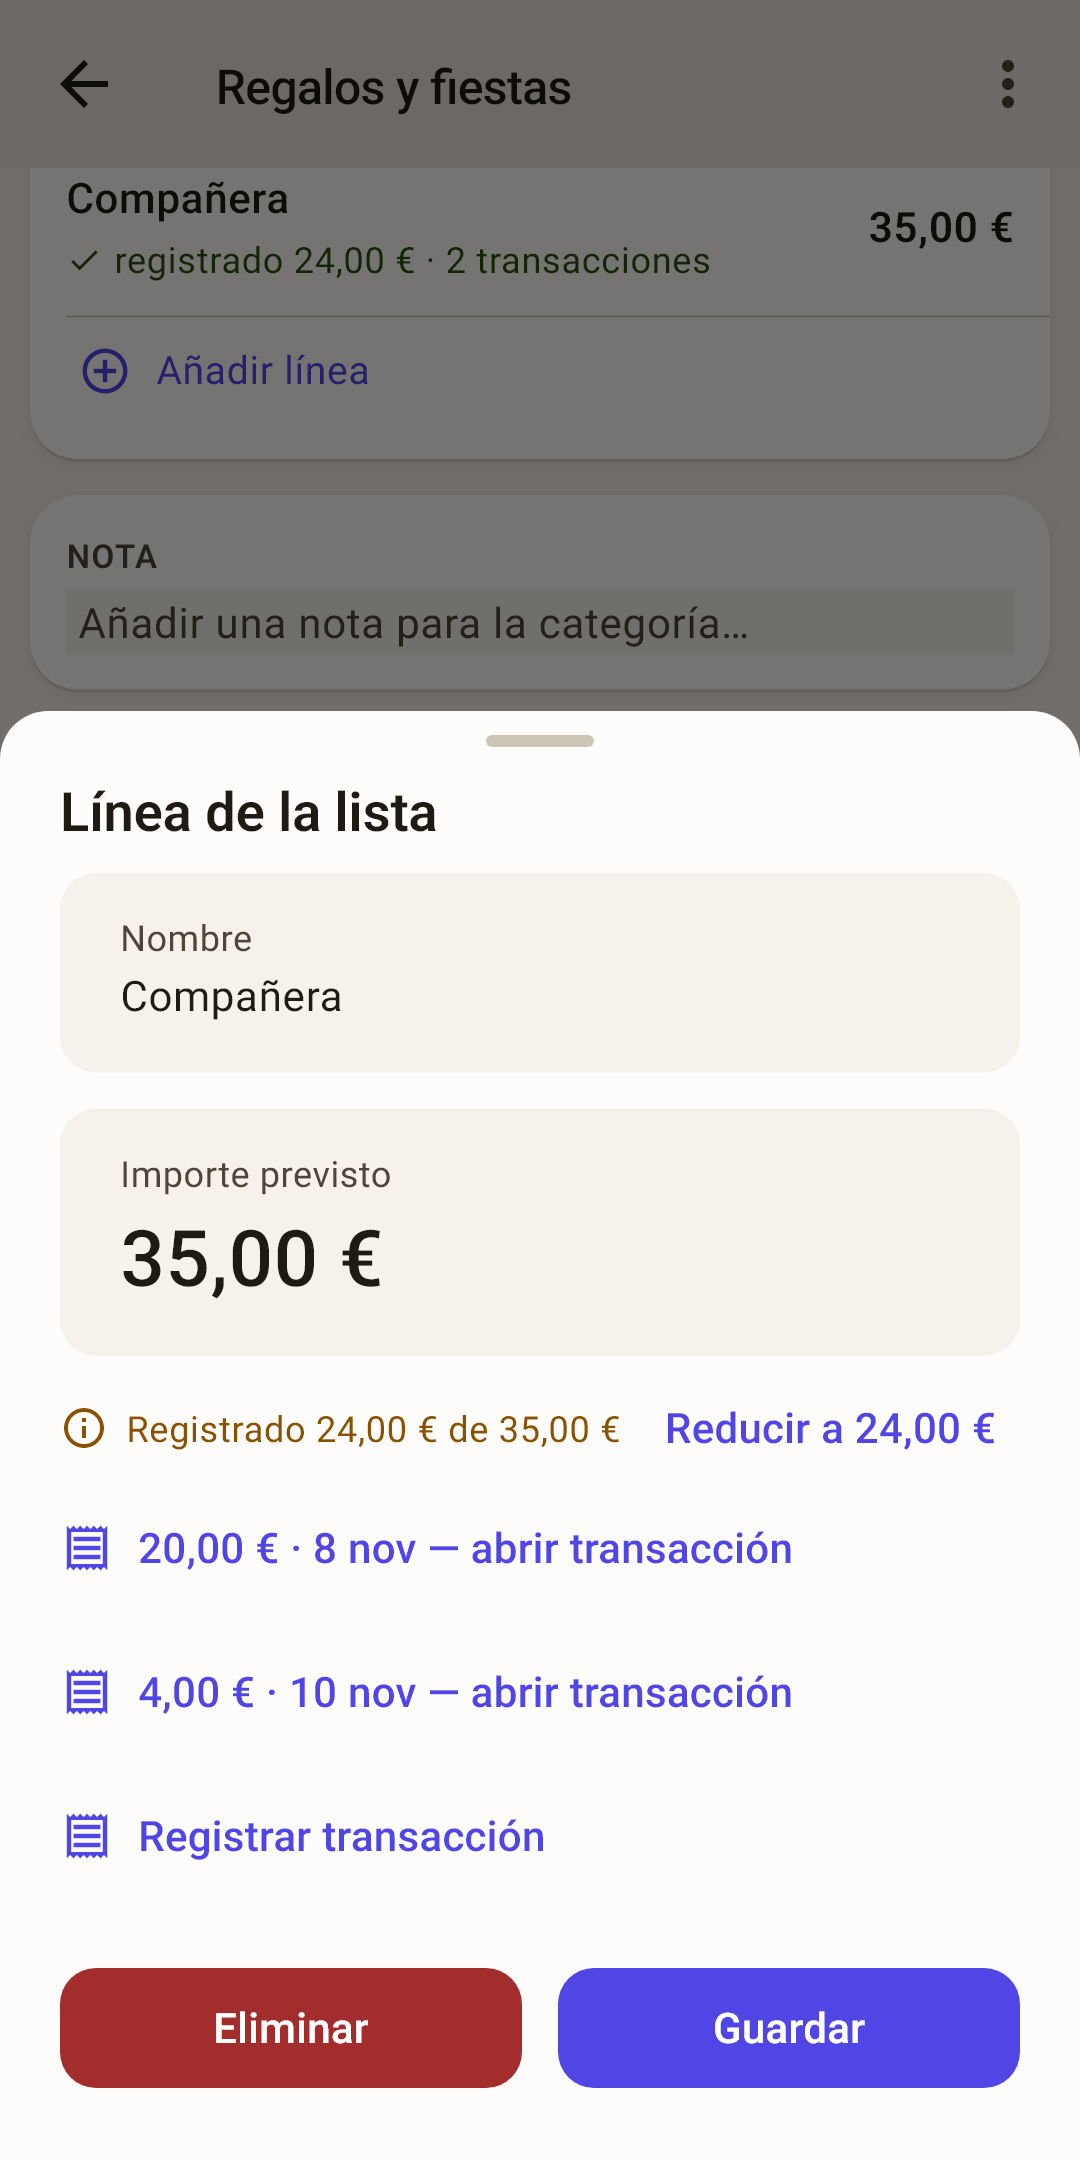 Regalos y fiestas
Compañera
35,00 €
registrado 24,00 € · 2 transacciones
Añadir línea
NOTA
Añadir una nota para la categoría…
Línea de la lista
Nombre
Compañera
Importe previsto
35,00 €
Registrado 24,00 € de 35,00 €
Reducir a 24,00 €
20,00 € · 8 nov — abrir transacción
4,00 € · 10 nov — abrir transacción
Registrar transacción
Eliminar
Guardar